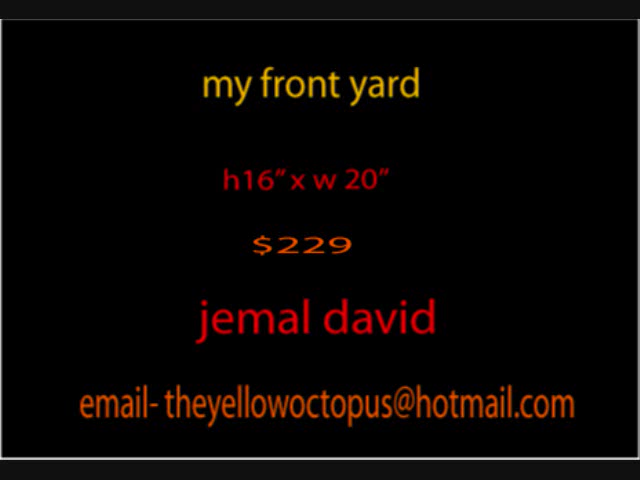 my front yard
h16" x w 20"
$229
jemal david
email- theyellowoctopus@hotmail.com